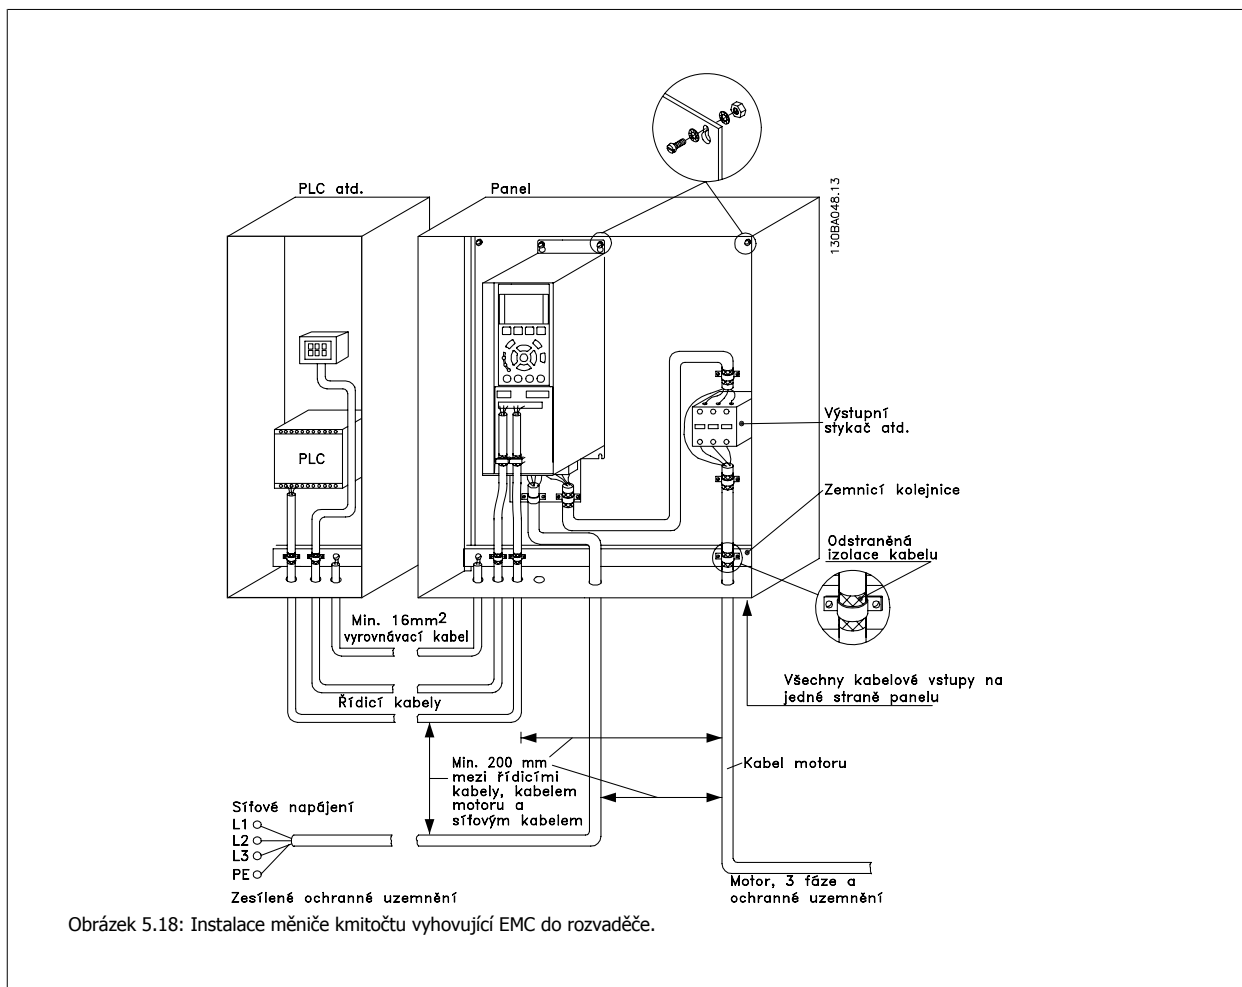 PLC atd.
Panel
130BA048.13
PLC
Výstupní
stykač atd.
Zemnicí kolejnice
Odstraněná
izolace kabelu
Min. 16mm2
vyrovnávací kabel
Řídicí kabely
Všechny kabelové vstupy na
jedné straně panelu
Min. 200 mm
mezi řídicími
kabely, kabelem
motoru a
síťovým kabelem
Kabel motoru
Síťové napájení
L1
L2
L3
PE
Zesílené ochranné uzemnění
Motor, 3 fáze a
ochranné uzemnění
Obrázek 5.18: Instalace měniče kmitočtu vyhovující EMC do rozvaděče.